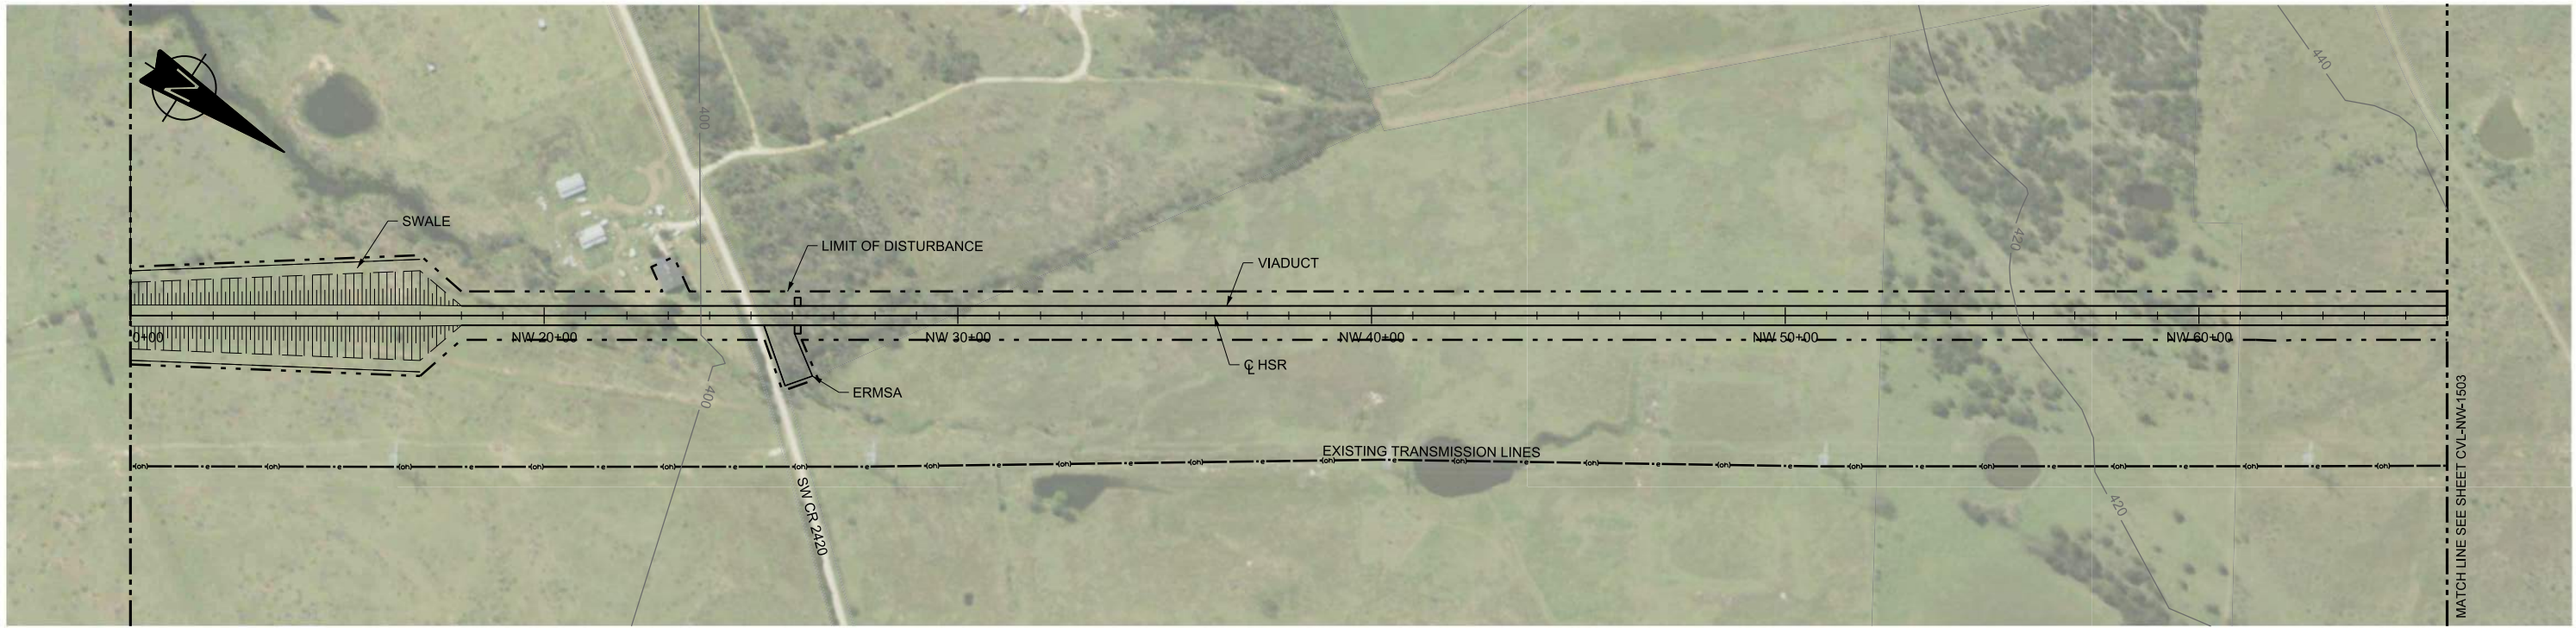 N
440
400
SWALE
LIMIT OF DISTURBANCE
420
VIADUCT
0+00
NW 20+00
NW 30+00
NW 40+00
NW 50+00
NW 60+00
℄ HSR
ERMSA
400
EXISTING TRANSMISSION LINES
SW CR 2420
420
MATCH LINE SEE SHEET CVL-NW-1503